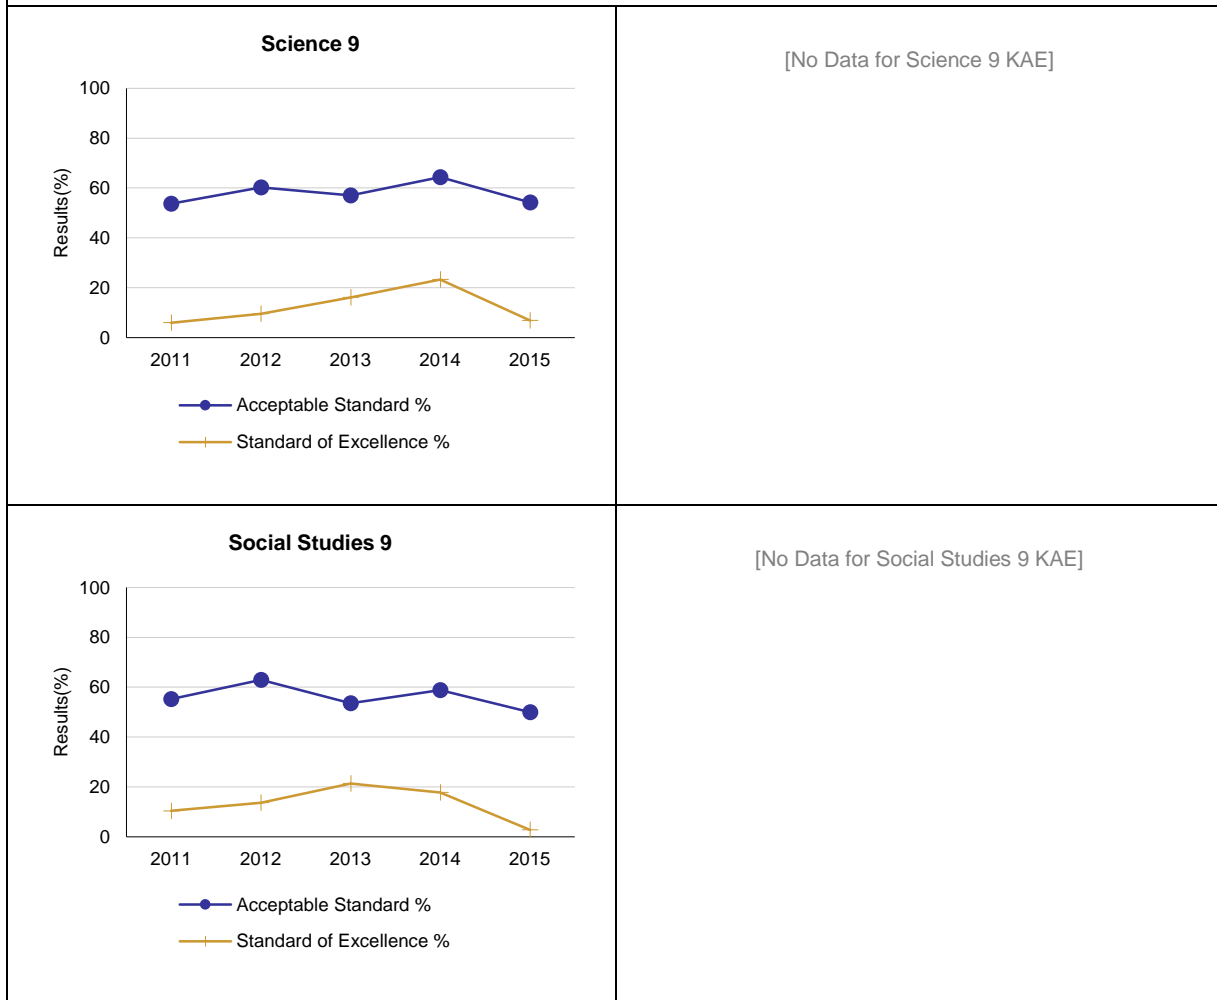 Science 9
100
80
60
40
20
0
Results(%)
2011 2012 2013 2014 2015
Acceptable Standard %
Standard of Excellence %
[No Data for Science 9 KAE]
Social Studies 9
100
80
60
40
20
0
Results(%)
2011 2012 2013 2014 2015
Acceptable Standard %
Standard of Excellence %
[No Data for Social Studies 9 KAE]